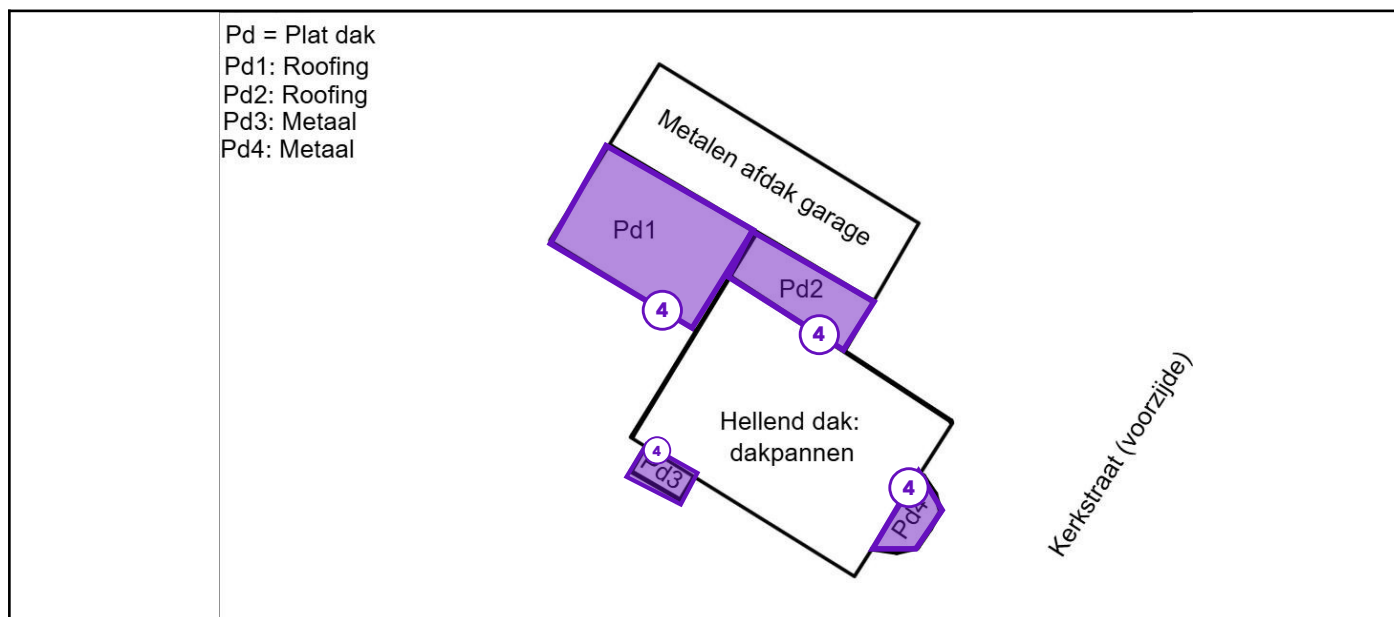 Pd = Plat dak
Pd1: Roofing
Pd2: Roofing
Pd3: Metaal
Pd4: Metaal
Metalen afdak garage
Pd1
Pd2
4
4
Hellend dak:
dakpannen
4
Pd3
4
Pd4
Kerkstraat (voorzijde)